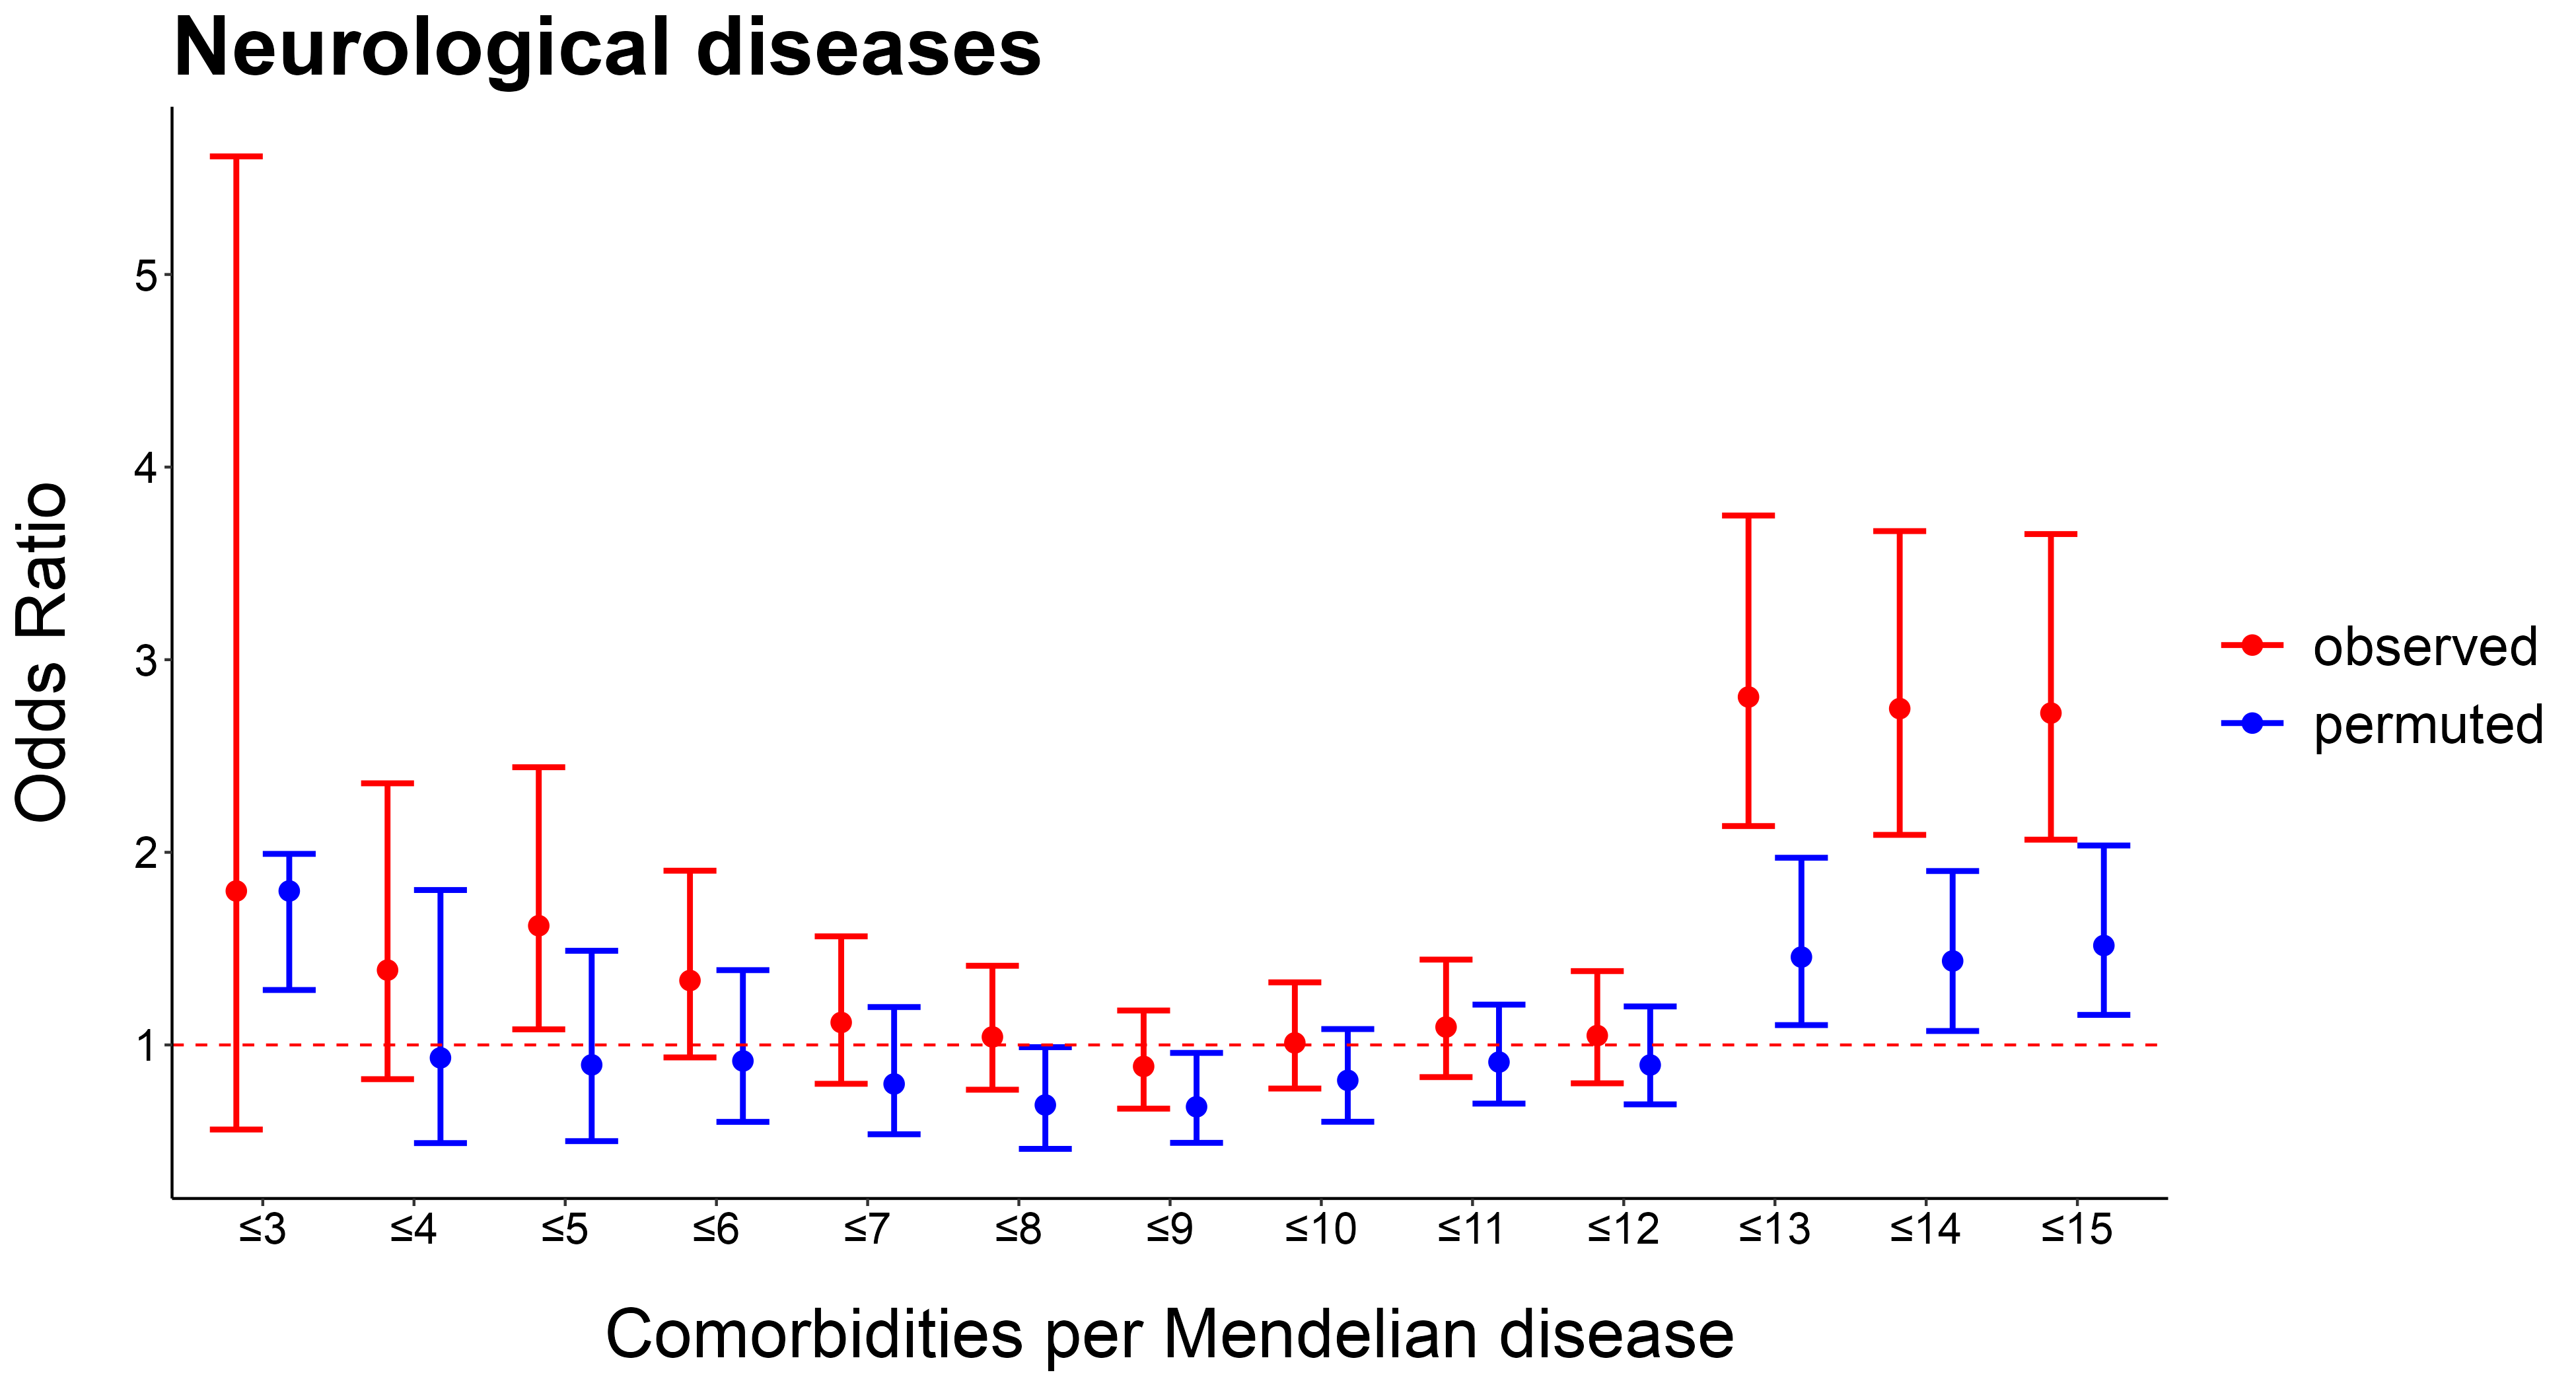 Neurological diseases
Odds Ratio
5
4
3
2
1
≤3 ≤4 ≤5 ≤6 ≤7 ≤8 ≤9 ≤10 ≤11 ≤12 ≤13 ≤14 ≤15
Comorbidities per Mendelian disease
observed
permuted